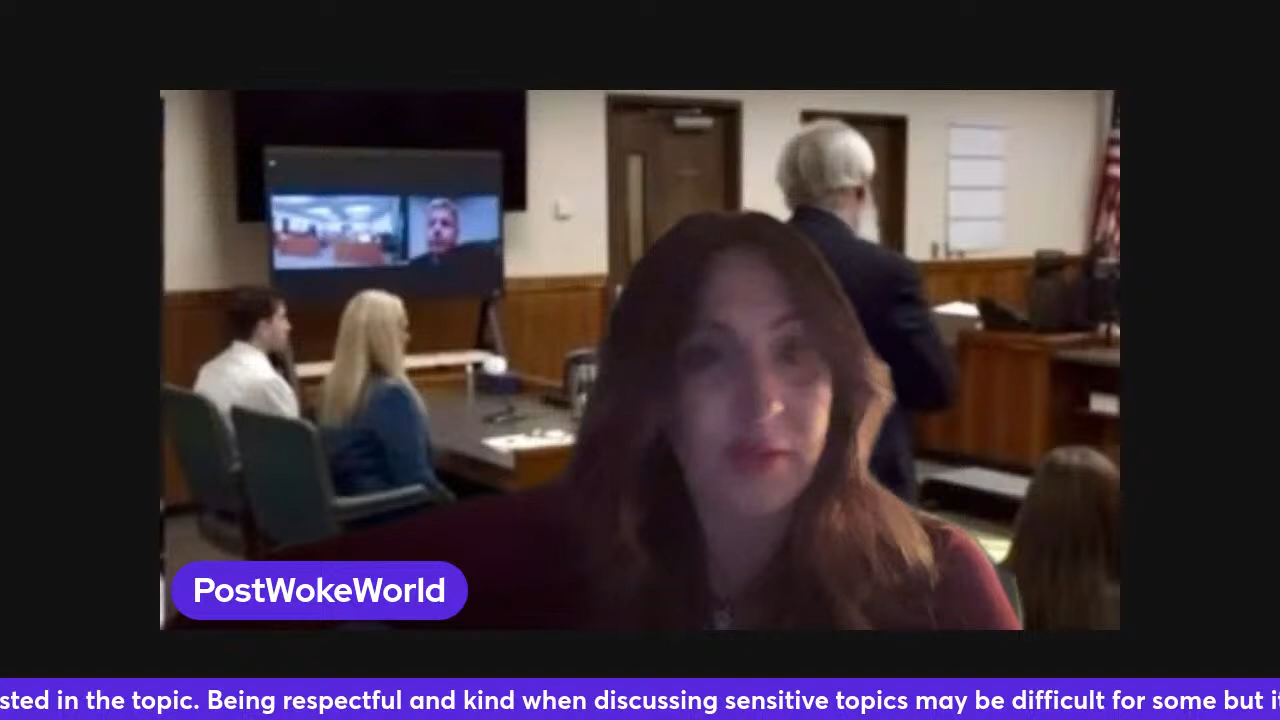 PostWokeWorld
sted in the topic. Being respectful and kind when discussing sensitive topics may be difficult for some but i